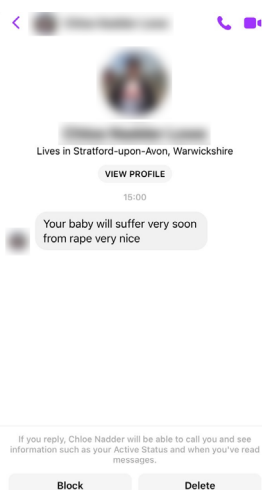 Lives in Stratford-upon-Avon, Warwickshire
VIEW PROFILE
15:00
Your baby will suffer very soon
from rape very nice
If you reply, Chloe Nadder will be able to call you and see
information such as your Active Status and when you've read
messages.
Block Delete